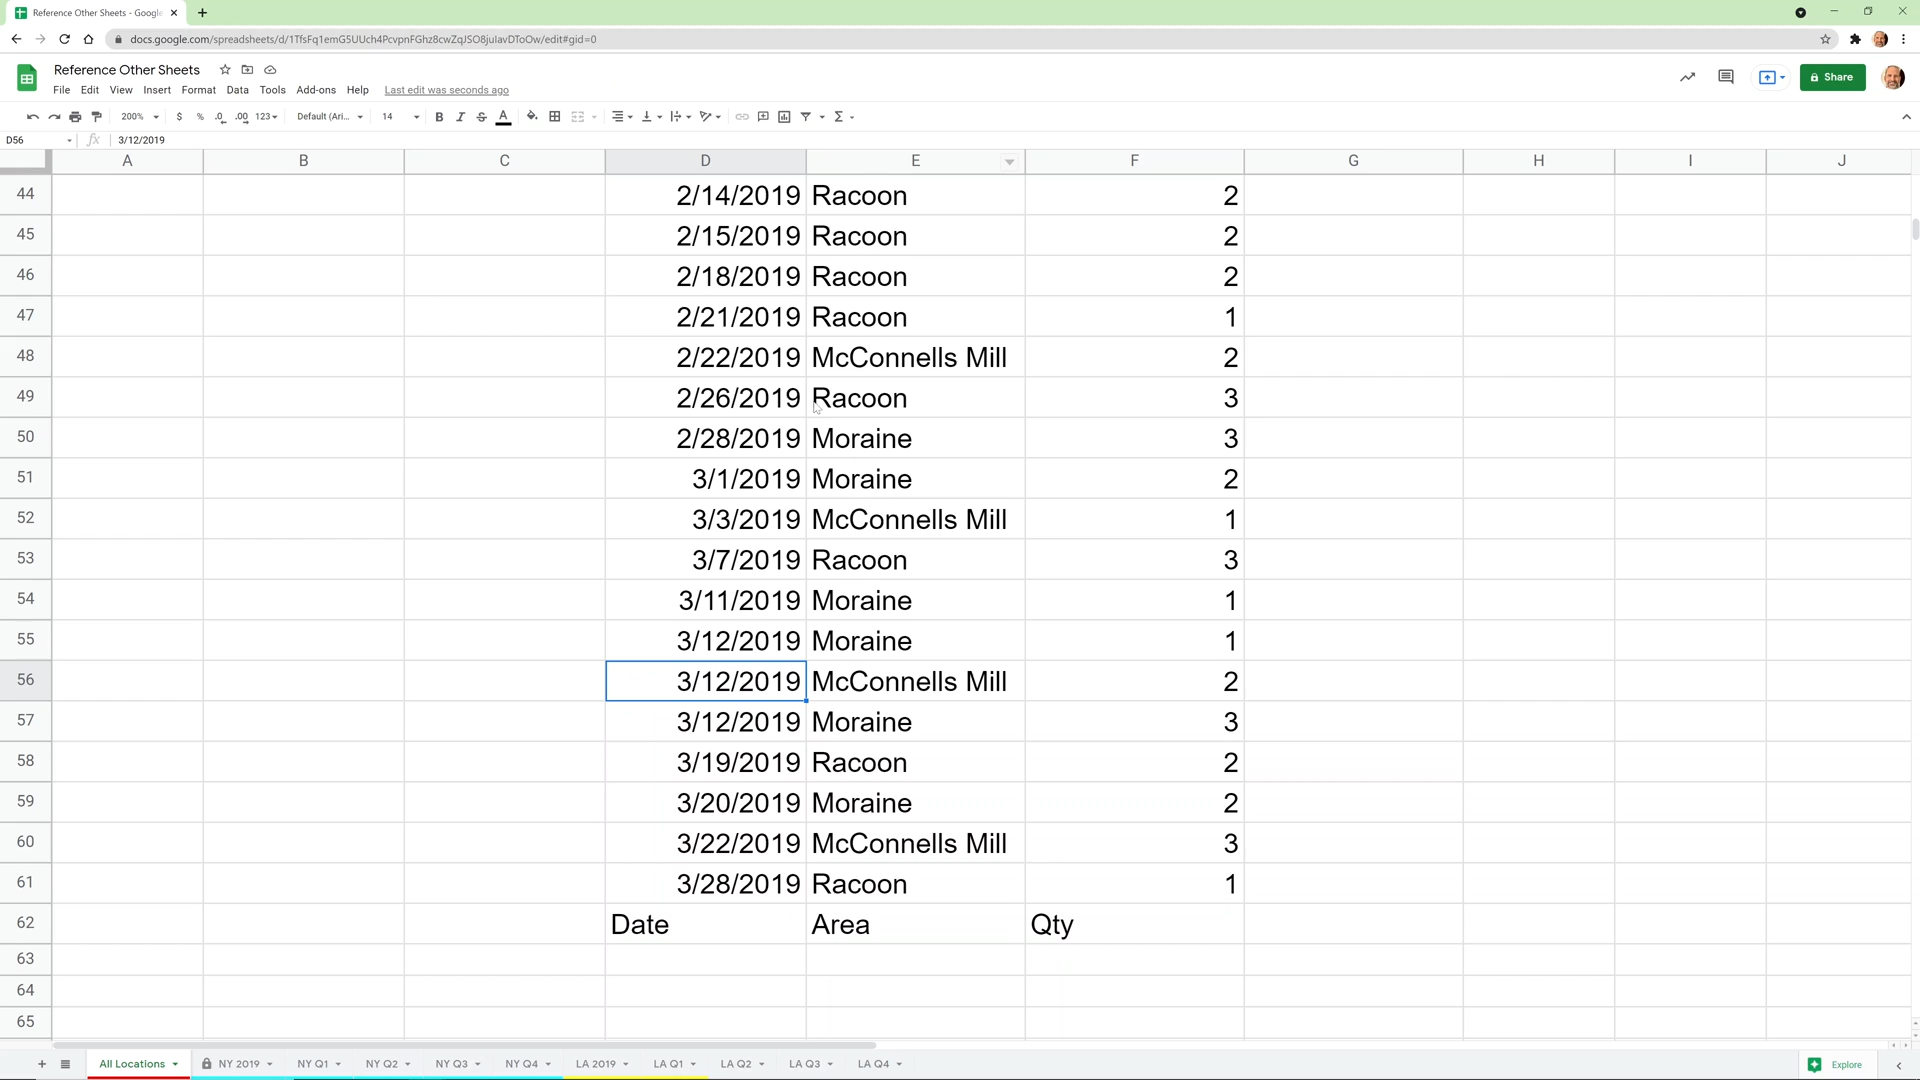 Reference Other Sheets - Google
docs.google.com/spreadsheets/d/1TfsFq1emG5UUch4PcvpnFGhz8cwZqJSO8juIavDToOw/edit#gid=0
Reference Other Sheets
File Edit View Insert Format Data Tools Add-ons Help Last edit was seconds ago
Share
200% $ % .0 .00 123 Default (Ari... 14 B I S A Σ
D56 fx 3/12/2019
A B C D E F G H I J
44 2/14/2019 Racoon 2
45 2/15/2019 Racoon 2
46 2/18/2019 Racoon 2
47 2/21/2019 Racoon 1
48 2/22/2019 McConnells Mill 2
49 2/26/2019 Racoon 3
50 2/28/2019 Moraine 3
51 3/1/2019 Moraine 2
52 3/3/2019 McConnells Mill 1
53 3/7/2019 Racoon 3
54 3/11/2019 Moraine 1
55 3/12/2019 Moraine 1
56 3/12/2019 McConnells Mill 2
57 3/12/2019 Moraine 3
58 3/19/2019 Racoon 2
59 3/20/2019 Moraine 2
60 3/22/2019 McConnells Mill 3
61 3/28/2019 Racoon 1
62 Date Area Qty
63
64
65
All Locations NY 2019 NY Q1 NY Q2 NY Q3 NY Q4 LA 2019 LA Q1 LA Q2 LA Q3 LA Q4 Explore